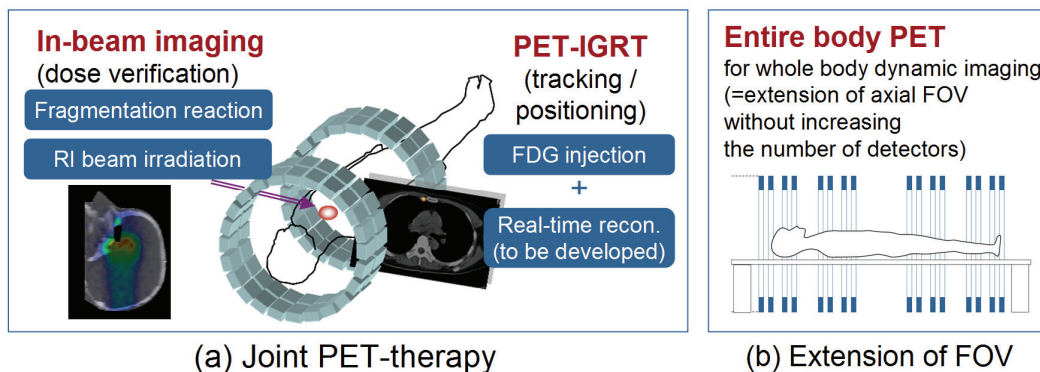 In-beam imaging
(dose verification)
Fragmentation reaction
RI beam irradiation
PET-IGRT
(tracking /
positioning)
FDG injection
+
Real-time recon.
(to be developed)
(a) Joint PET-therapy
Entire body PET
for whole body dynamic imaging
(=extension of axial FOV
without increasing
the number of detectors)
(b) Extension of FOV